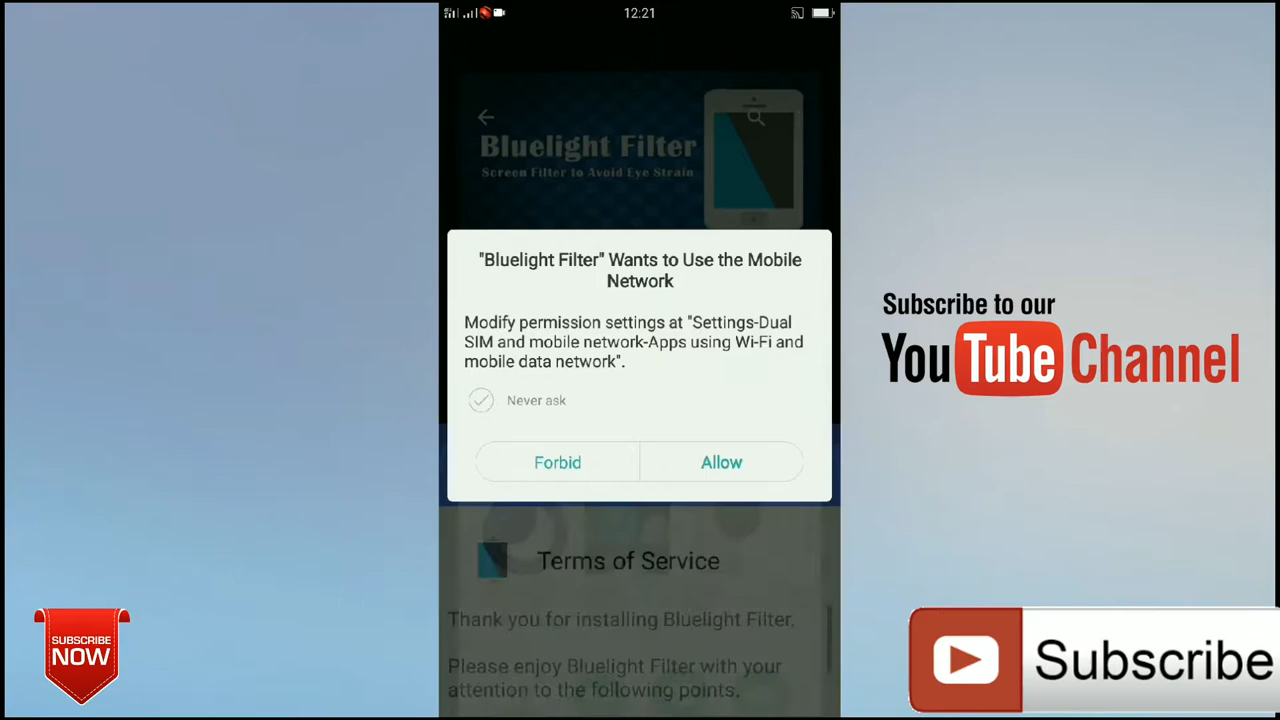 12:21
Bluelight Filter
Screen Filter to Avoid Eye Strain
"Bluelight Filter" Wants to Use the Mobile
Network
Modify permission settings at "Settings-Dual
SIM and mobile network-Apps using Wi-Fi and
mobile data network".
Never ask
Forbid
Allow
Terms of Service
Thank you for installing Bluelight Filter.
Please enjoy Bluelight Filter with your
attention to the following points.
Subscribe to our
YouTube Channel
SUBSCRIBE
NOW
Subscribe